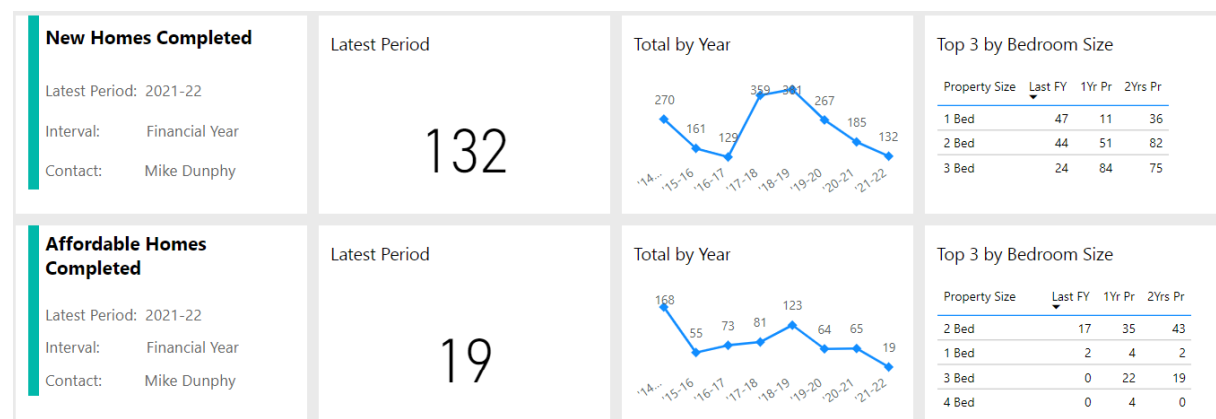 New Homes Completed
Latest Period: 2021-22
Interval: Financial Year
Contact: Mike Dunphy
Latest Period
132
Total by Year
270 161 129 359 267 185 132
'14... '15-16 '16-17 '17-18 '18-19 '19-20 '20-21 '21-22
Top 3 by Bedroom Size
Property Size Last FY 1Yr Pr 2Yrs Pr
1 Bed 47 11 36
2 Bed 44 51 82
3 Bed 24 84 75
Affordable Homes
Completed
Latest Period: 2021-22
Interval: Financial Year
Contact: Mike Dunphy
Latest Period
19
Total by Year
168 55 73 81 123 64 65 19
'14... '15-16 '16-17 '17-18 '18-19 '19-20 '20-21 '21-22
Top 3 by Bedroom Size
Property Size Last FY 1Yr Pr 2Yrs Pr
2 Bed 17 35 43
1 Bed 2 4 2
3 Bed 0 22 19
4 Bed 0 4 0